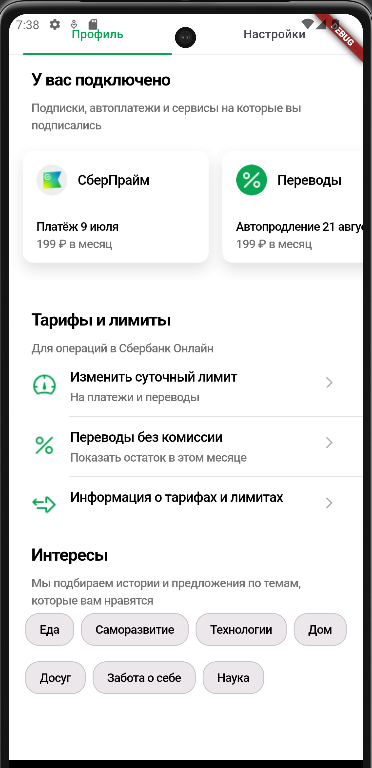 7:38
DEBUG
Профиль
Настройки
У вас подключено
Подписки, автоплатежи и сервисы на которые вы
подписались
СберПрайм
Платёж 9 июля
199 ₽ в месяц
Переводы
Автопродление 21 авгу
199 ₽ в месяц
Тарифы и лимиты
Для операций в Сбербанк Онлайн
Изменить суточный лимит
На платежи и переводы
Переводы без комиссии
Показать остаток в этом месяце
Информация о тарифах и лимитах
Интересы
Мы подбираем истории и предложения по темам,
которые вам нравятся
Еда
Саморазвитие
Технологии
Дом
Досуг
Забота о себе
Наука